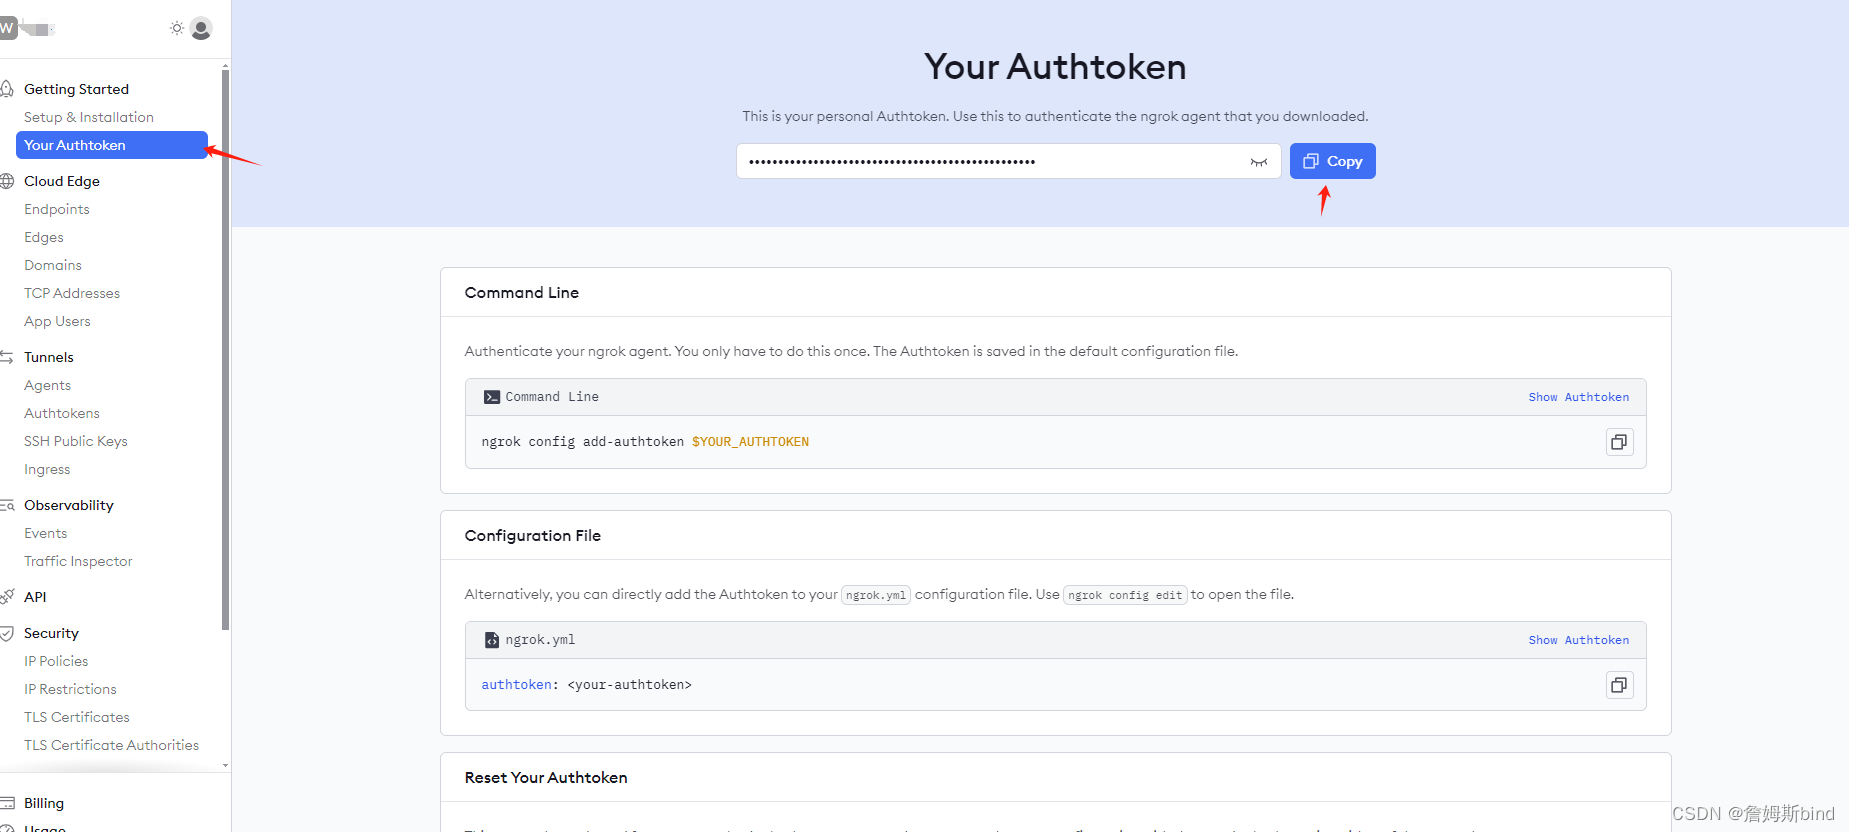 W
Getting Started
Setup & Installation
Your Authtoken
Cloud Edge
Endpoints
Edges
Domains
TCP Addresses
App Users
Tunnels
Agents
Authtokens
SSH Public Keys
Ingress
Observability
Events
Traffic Inspector
API
Security
IP Policies
IP Restrictions
TLS Certificates
TLS Certificate Authorities
Billing
Usage
Your Authtoken
This is your personal Authtoken. Use this to authenticate the ngrok agent that you downloaded.
Copy
Command Line
Authenticate your ngrok agent. You only have to do this once. The Authtoken is saved in the default configuration file.
Command Line
Show Authtoken
ngrok config add-authtoken $YOUR_AUTHTOKEN
Configuration File
Alternatively, you can directly add the Authtoken to your ngrok.yml configuration file. Use ngrok config edit to open the file.
ngrok.yml
Show Authtoken
authtoken: <your-authtoken>
Reset Your Authtoken
CSDN @詹姆斯bind